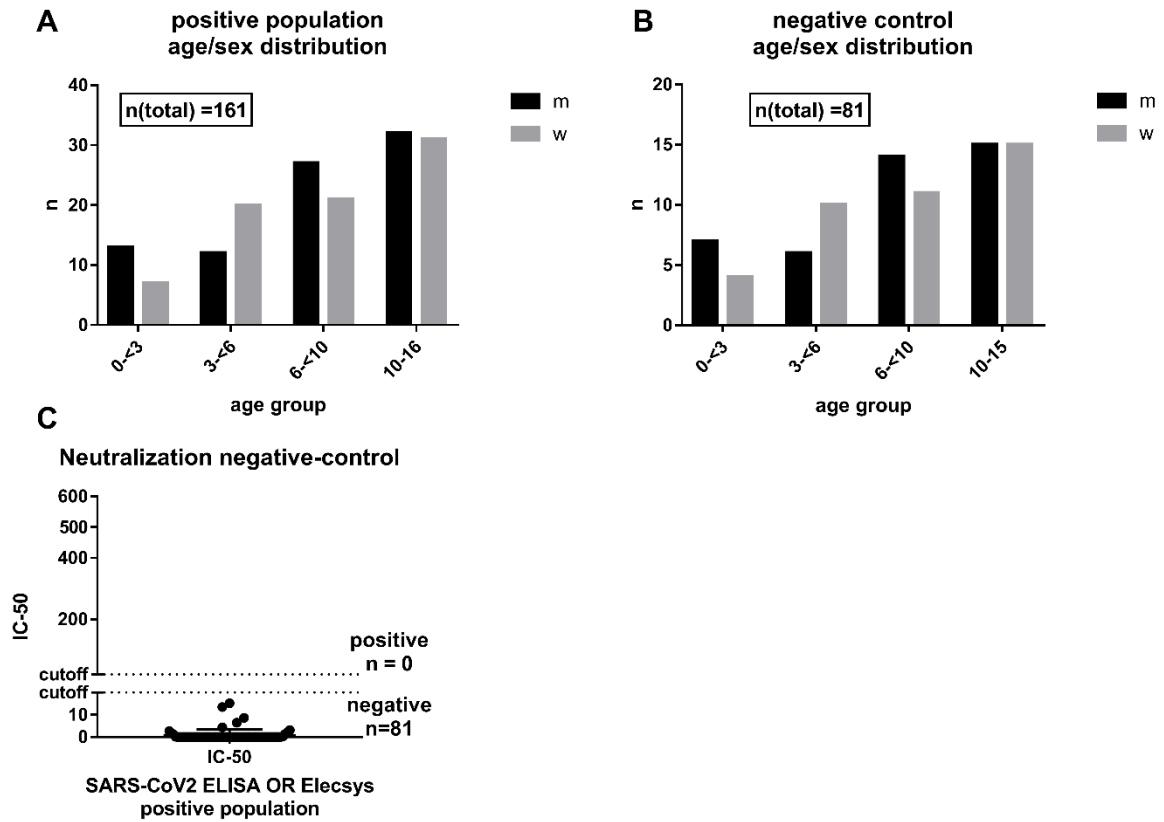 A
positive population
age/sex distribution
40
30
20
10
0
n
n(total) =161
m
w
0-<3
3-<6
6-<10
10-16
age group
B
negative control
age/sex distribution
20
15
10
5
0
n
n(total) =81
m
w
0-<3
3-<6
6-<10
10-15
age group
C
Neutralization negative-control
600
500
400
200
cutoff
cutoff
10
0
IC-50
positive
n = 0
negative
n=81
IC-50
SARS-CoV2 ELISA OR Elecsys
positive population